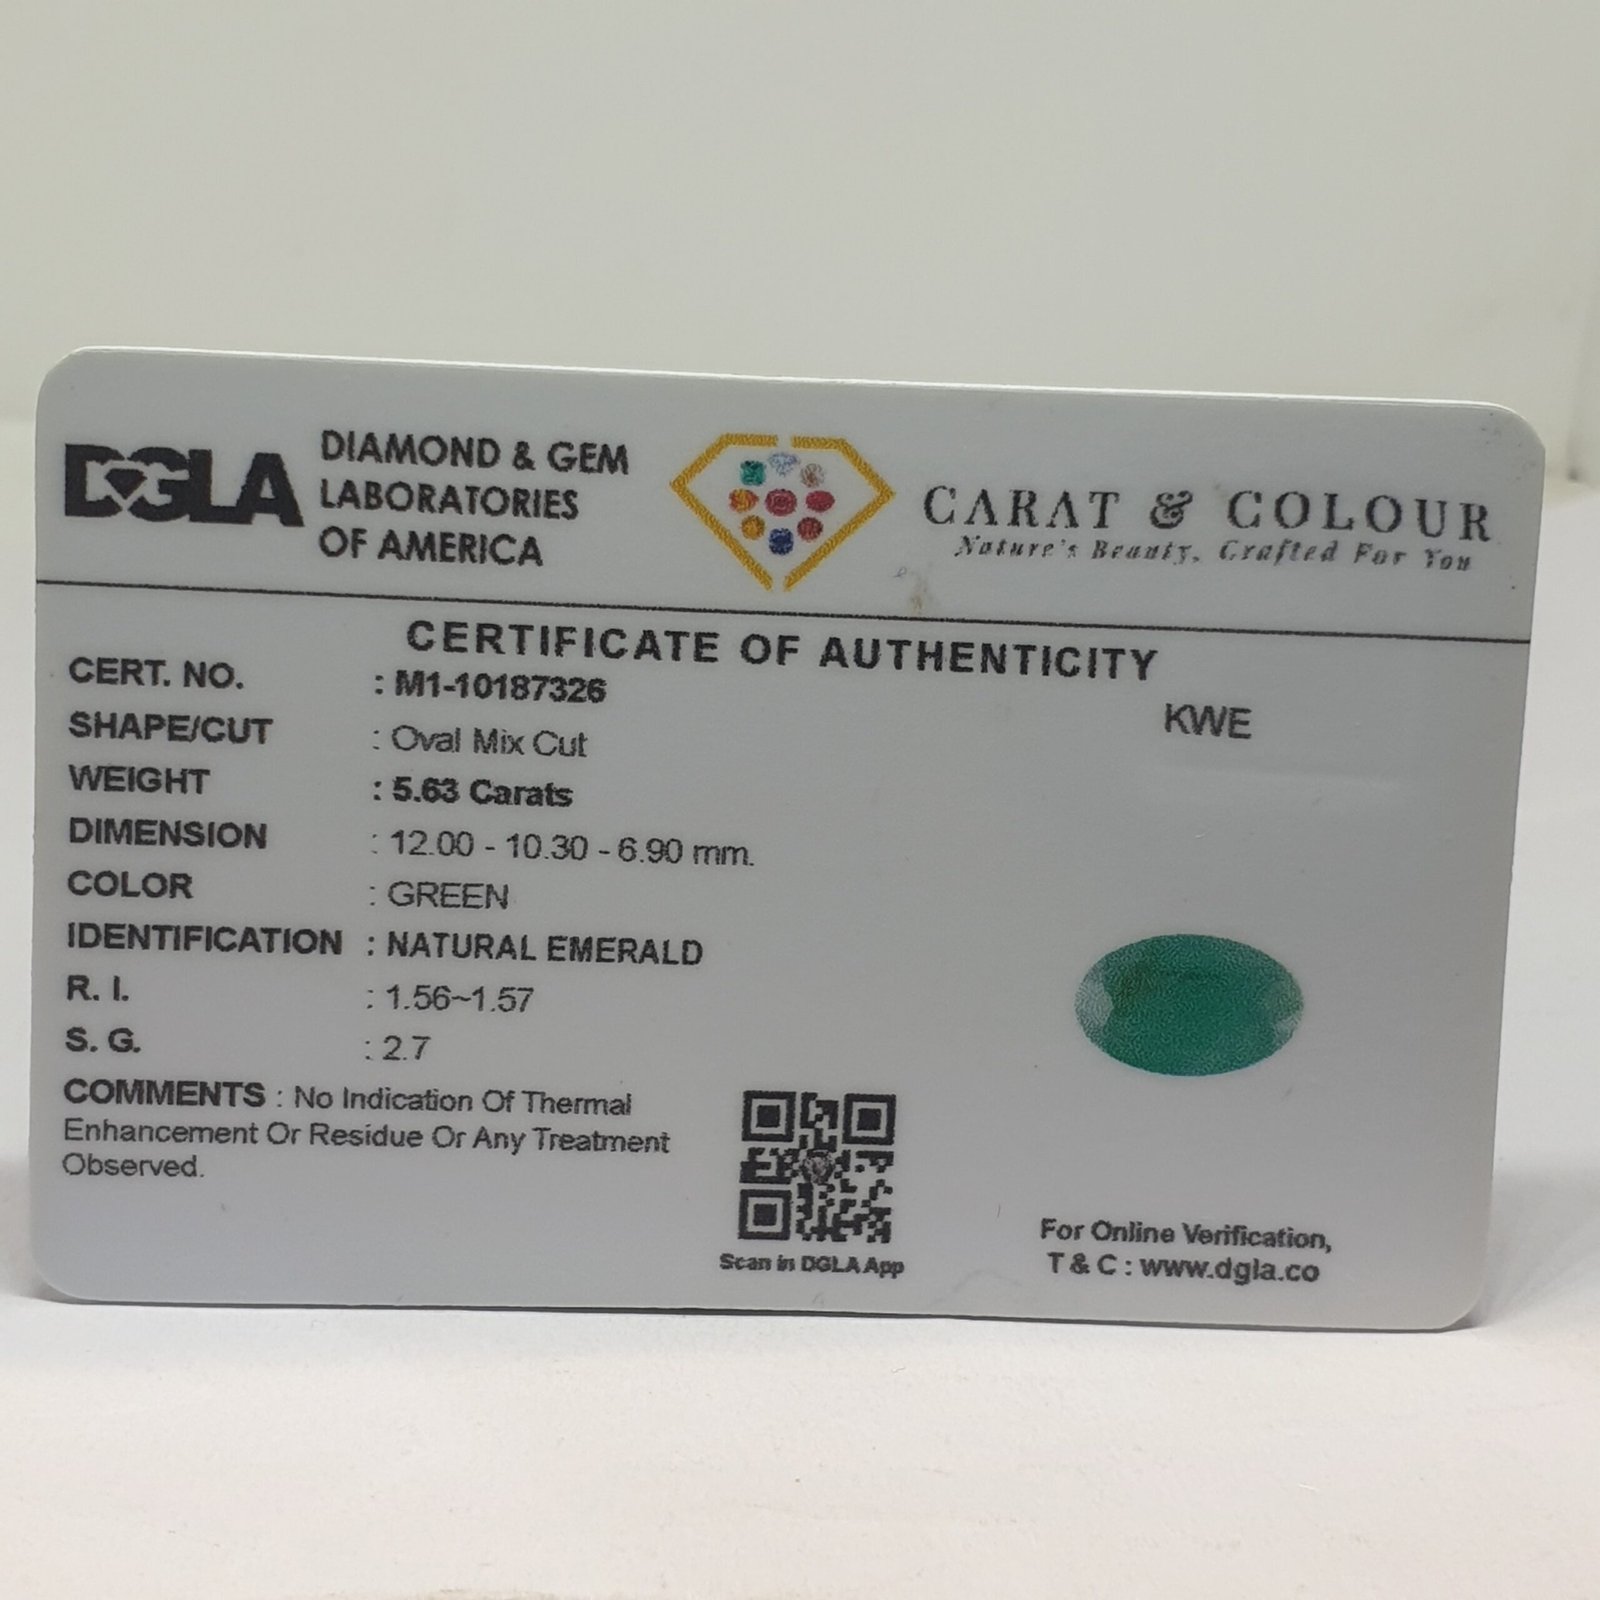 DGLA
DIAMOND & GEM
LABORATORIES
OF AMERICA
CARAT & COLOUR
Nature's Beauty, Crafted For You
CERTIFICATE OF AUTHENTICITY
CERT. NO. : M1-10187326
KWE
SHAPE/CUT : Oval Mix Cut
WEIGHT : 5.63 Carats
DIMENSION : 12.00 - 10.30 - 6.90 mm.
COLOR : GREEN
IDENTIFICATION : NATURAL EMERALD
R. I. : 1.56~1.57
S. G. : 2.7
COMMENTS : No Indication Of Thermal
Enhancement Or Residue Or Any Treatment
Observed.
Scan in DGLA App
For Online Verification,
T & C : www.dgla.co